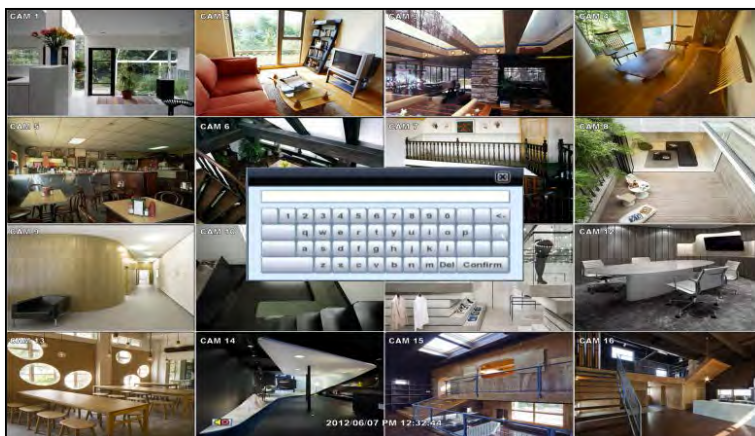 CAM 1
CAM 2
CAM 3
CAM 4
CAM 5
CAM 6
CAM 7
CAM 8
1 2 3 4 5 6 7 8 9 0 <-
q w e r t y u i o p
a s d f g h j k l
z x c v b n m Del Confirm
CAM 9
CAM 10
CAM 12
CAM 13
CAM 14
CAM 15
CAM 16
2012/06/07 PM 12:32:44